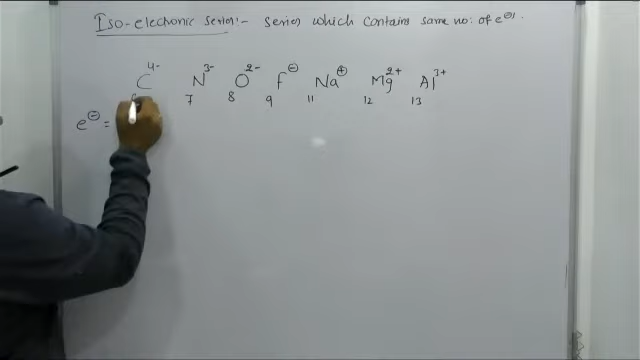 Iso-electronic Series:- Series which contains same no: of e⊖s.
C⁴⁻ N³⁻ O²⁻ F⊖ Na⊕ Mg²⁺ Al³⁺
7 8 9 11 12 13
e⊖ =